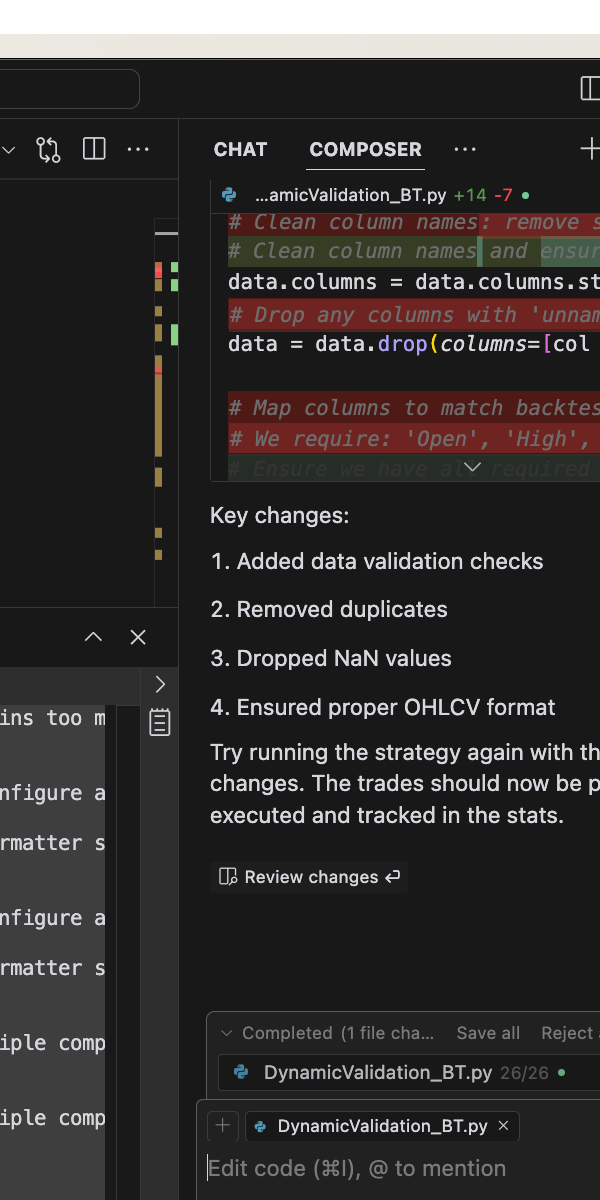 CHAT COMPOSER ...
...amicValidation_BT.py +14 -7
# Clean column names: remove s
# Clean column names and ensur
data.columns = data.columns.st
# Drop any columns with 'unnam
data = data.drop(columns=[col
# Map columns to match backtes
# We require: 'Open', 'High',
# Ensure we have all required
Key changes:
1. Added data validation checks
2. Removed duplicates
3. Dropped NaN values
4. Ensured proper OHLCV format
Try running the strategy again with th
changes. The trades should now be p
executed and tracked in the stats.
Review changes
ins too m
nfigure a
rmatter s
nfigure a
rmatter s
iple comp
iple comp
Completed (1 file cha... Save all Reject
DynamicValidation_BT.py 26/26
DynamicValidation_BT.py
Edit code (⌘I), @ to mention